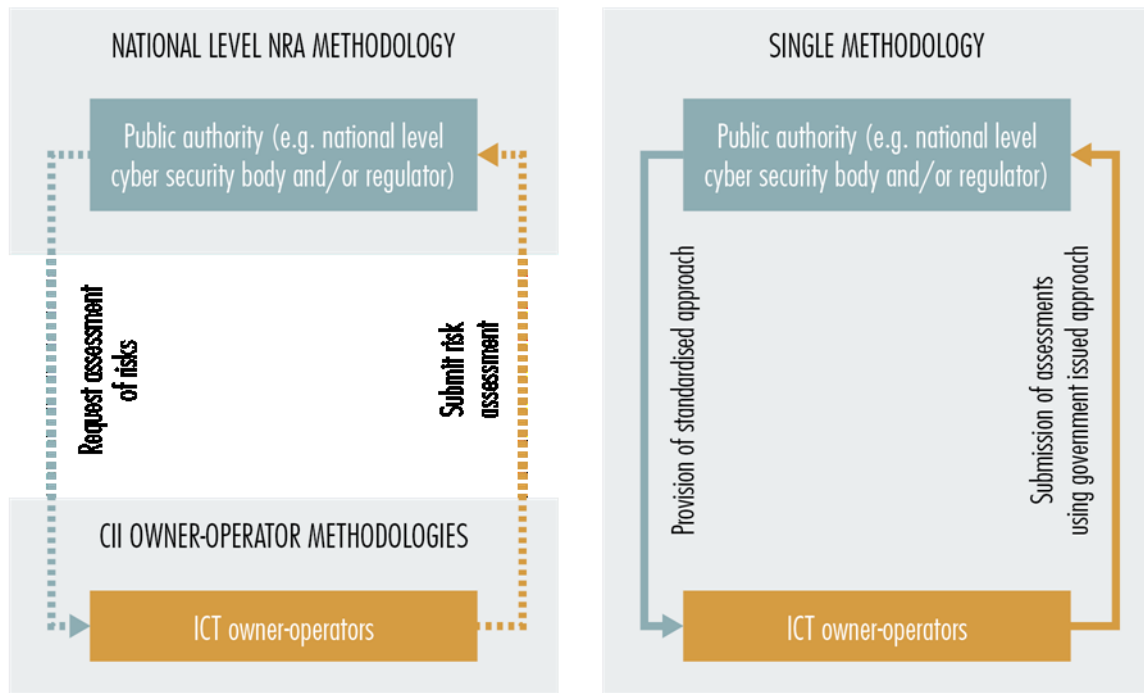 NATIONAL LEVEL NRA METHODOLOGY
Public authority (e.g. national level
cyber security body and/or regulator)
Request assessment
of risks
Submit risk
assessment
CII OWNER-OPERATOR METHODOLOGIES
ICT owner-operators
SINGLE METHODOLOGY
Public authority (e.g. national level
cyber security body and/or regulator)
Provision of standardised approach
Submission of assessments
using government issued approach
ICT owner-operators